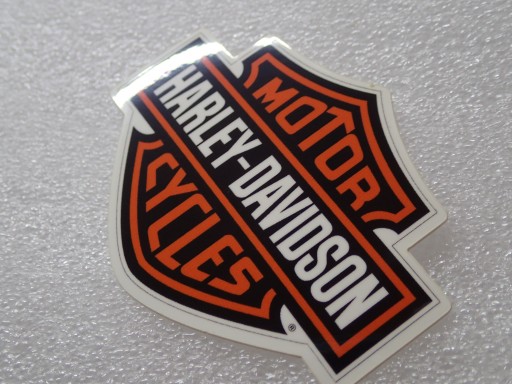 MOTOR
HARLEY-DAVIDSON
CYCLES
®